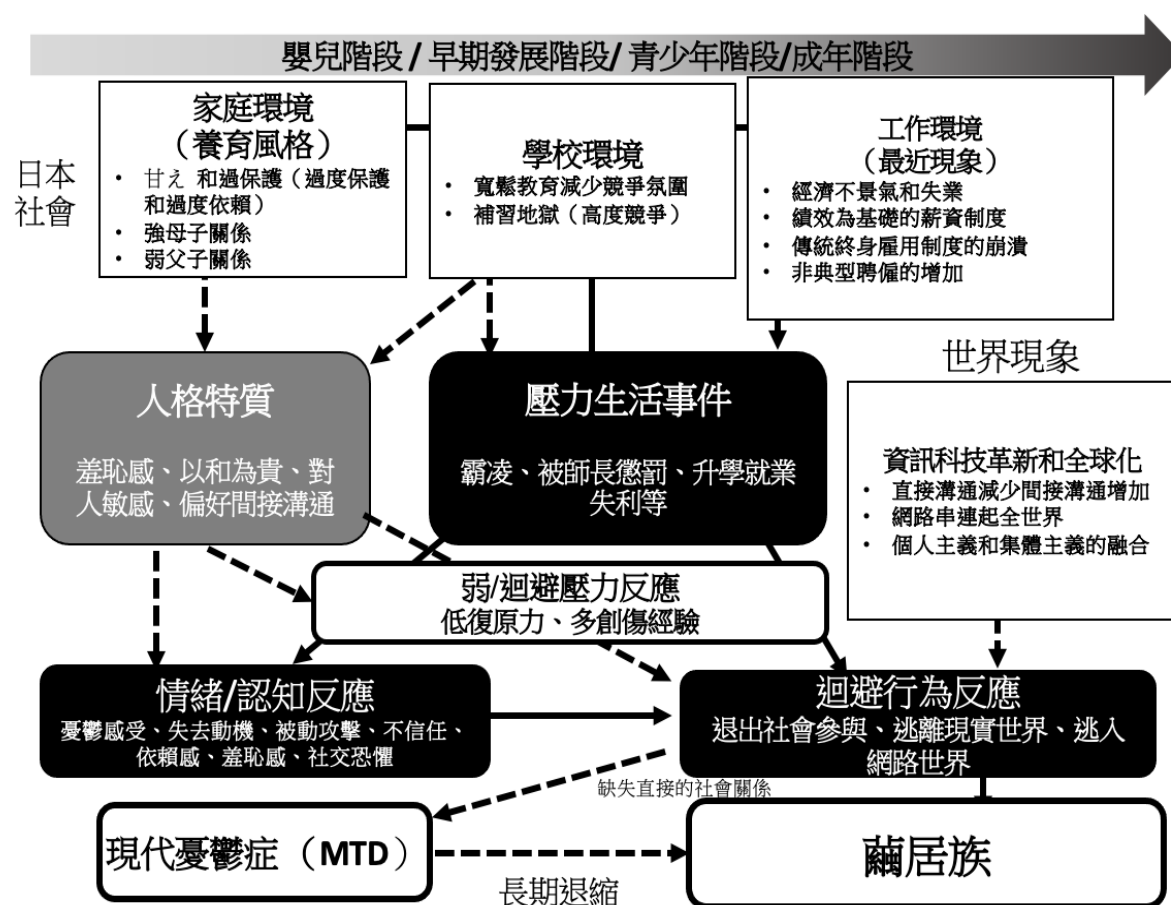 嬰兒階段 / 早期發展階段/ 青少年階段/成年階段
日本
社會
家庭環境
（養育風格）
• 甘え 和過保護（過度保護
和過度依賴）
• 強母子關係
• 弱父子關係
學校環境
• 寬鬆教育減少競爭氛圍
• 補習地獄（高度競爭）
工作環境
（最近現象）
• 經濟不景氣和失業
• 績效為基礎的薪資制度
• 傳統終身雇用制度的崩潰
• 非典型聘僱的增加
人格特質
羞恥感、以和為貴、對
人敏感、偏好間接溝通
壓力生活事件
霸凌、被師長懲罰、升學就業
失利等
世界現象
資訊科技革新和全球化
• 直接溝通減少間接溝通增加
• 網路串連起全世界
• 個人主義和集體主義的融合
弱/迴避壓力反應
低復原力、多創傷經驗
情緒/認知反應
憂鬱感受、失去動機、被動攻擊、不信任、
依賴感、羞恥感、社交恐懼
迴避行為反應
退出社會參與、逃離現實世界、逃入
網路世界
缺失直接的社會關係
現代憂鬱症（MTD）
長期退縮
繭居族